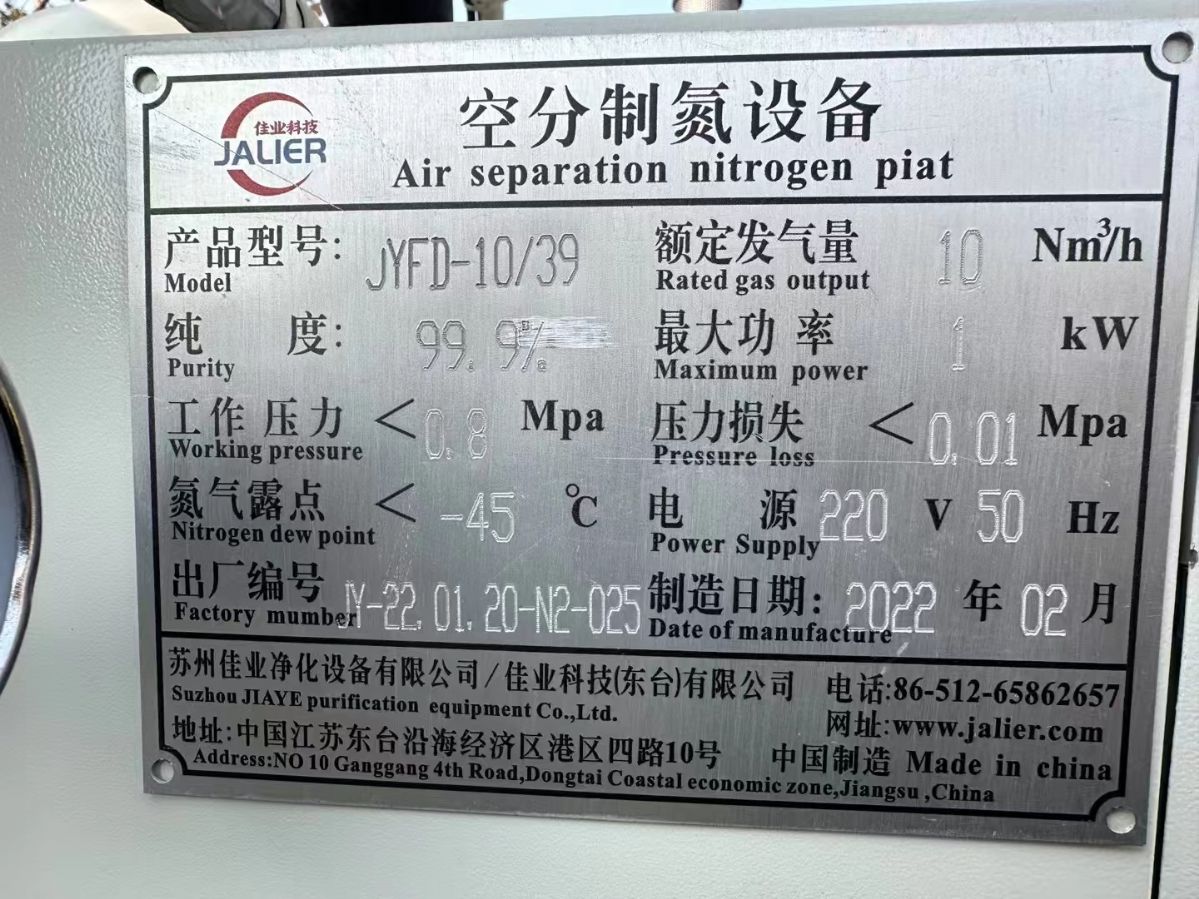 佳业科技
JALIER
空分制氮设备
Air separation nitrogen piat
产品型号: JYFD-10/39 额定发气量 10 Nm³/h
Model Rated gas output
纯 度: 99.9% 最大功率 1 kW
Purity Maximum power
工作压力 < 0.8 Mpa 压力损失 < 0.01 Mpa
Working pressure Pressure loss
氮气露点 < -45 ℃ 电 源 220 V 50 Hz
Nitrogen dew point Power Supply
出厂编号 JY-22.01.20-N2-025 制造日期: 2022 年 02 月
Factory mumber Date of manufacture
苏州佳业净化设备有限公司/佳业科技(东台)有限公司 电话:86-512-65862657
Suzhou JIAYE purification equipment Co.,Ltd. 网址:www.jalier.com
地址:中国江苏东台沿海经济区港区四路10号 中国制造 Made in china
Address:NO 10 Ganggang 4th Road,Dongtai Coastal economic zone,Jiangsu,China